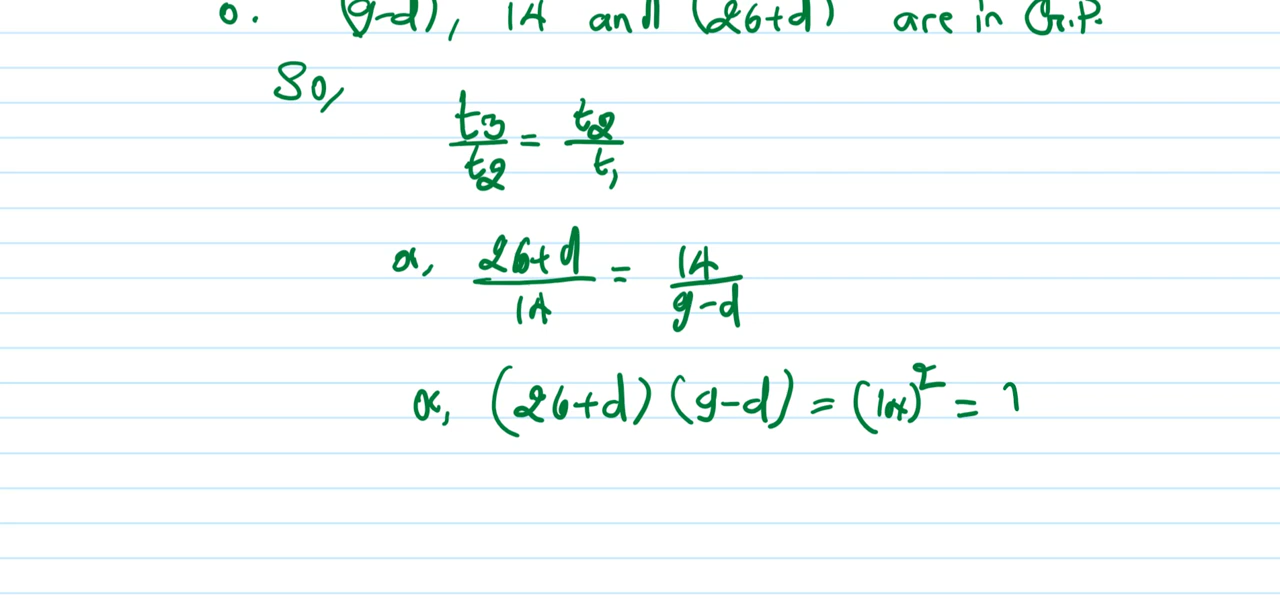 (9-d), 14 and (26+d) are in G.P.
So,
t3/t2 = t2/t1
or, 26+d/14 = 14/9-d
or, (26+d) (9-d) = (14)² = 1